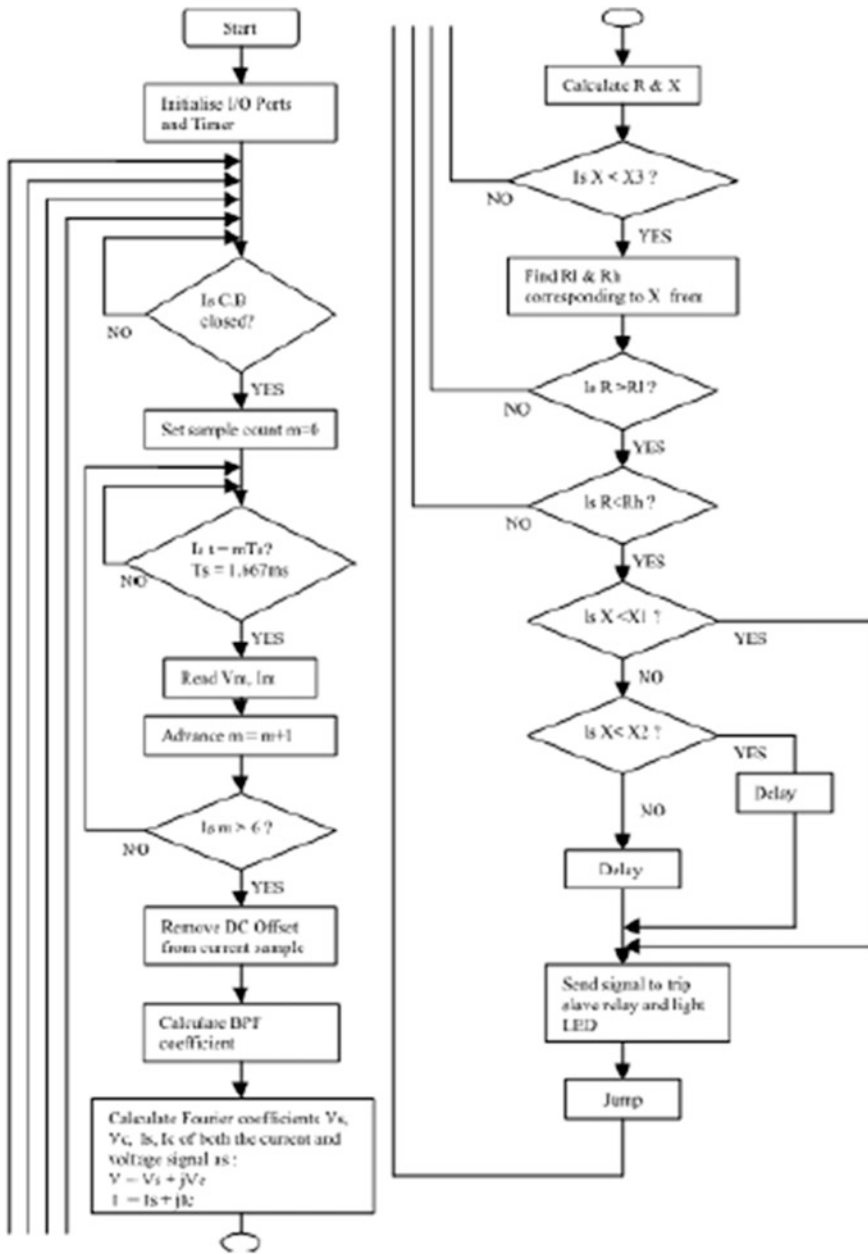 Start
Initialise I/O Ports
and Timer
Is C.B
closed?
NO
YES
Set sample count m=0
Is t = mTs?
Ts = 1.667ms
NO
YES
Read Vm, Im
Advance m = m+1
Is m > 6 ?
NO
YES
Remove DC Offset
from current sample
Calculate
coefficient
Calculate Fourier coefficients Vs,
Vc, Is, Ic of both the current and
voltage signal as :
V = Vs + jVc
I = Is + jIc
Calculate R & X
Is X < X3 ?
NO
YES
Find Rl & Rh
corresponding to X from
Is R >Rl ?
NO
YES
Is R<Rh ?
NO
YES
Is X <X1 ?
YES
NO
Is X< X2 ?
YES
Delay
NO
Delay
Send signal to trip
slave relay and light
LED
Jump